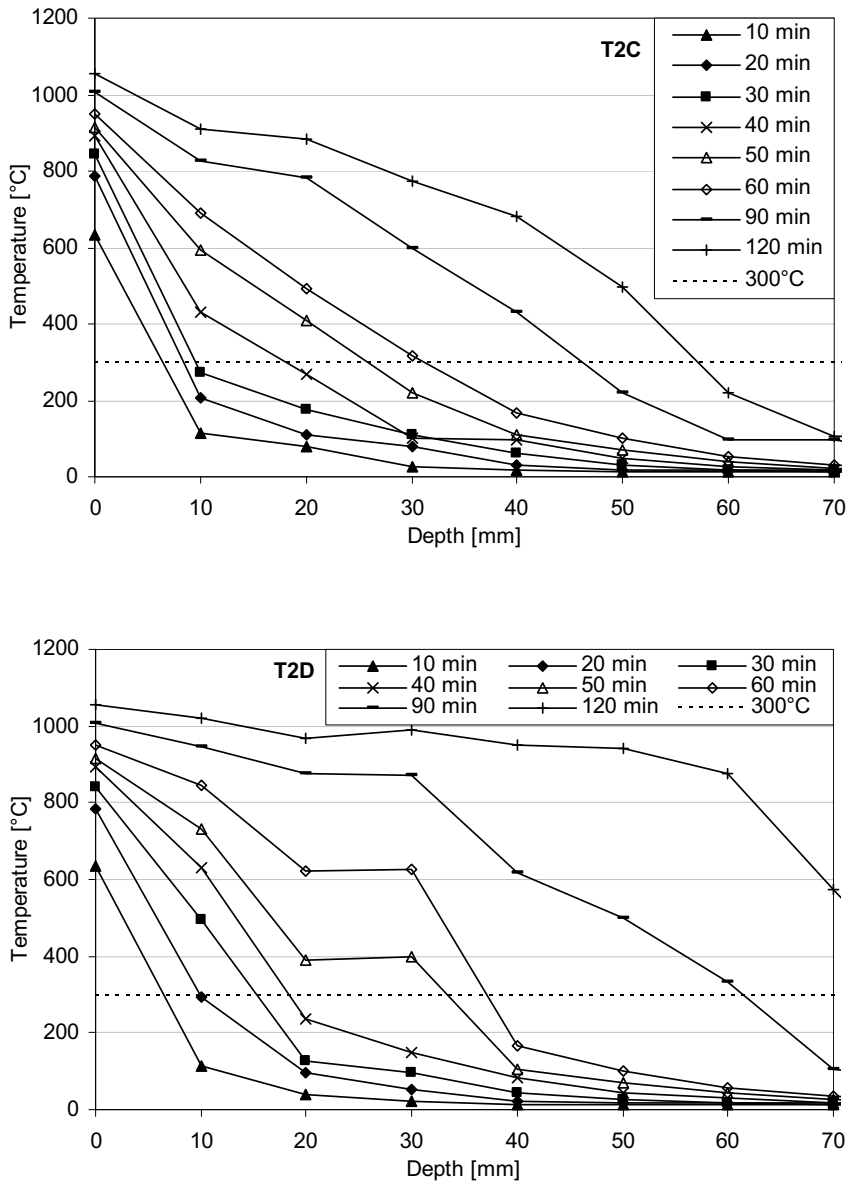 T2C
10 min
20 min
30 min
40 min
50 min
60 min
90 min
120 min
300°C
Temperature [°C]
1200
1000
800
600
400
200
0
0 10 20 30 40 50 60 70
Depth [mm]
T2D
10 min 20 min 30 min
40 min 50 min 60 min
90 min 120 min 300°C
Temperature [°C]
1200
1000
800
600
400
200
0
0 10 20 30 40 50 60 70
Depth [mm]